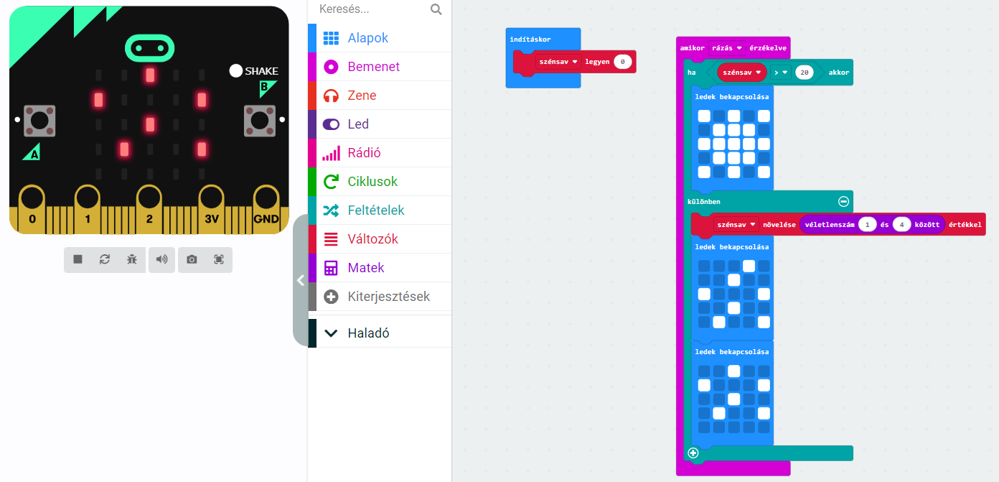 SHAKE
B
A
0 1 2 3V GND
Keresés...
Alapok
Bemenet
Zene
Led
Rádió
Ciklusok
Feltételek
Változók
Matek
Kiterjesztések
Haladó
indításkor
szénsav legyen 0
amikor rázás érzékelve
ha szénsav > 20 akkor
ledek bekapcsolása
különben
szénsav növelése véletlenszám 1 és 4 között értékkel
ledek bekapcsolása
ledek bekapcsolása